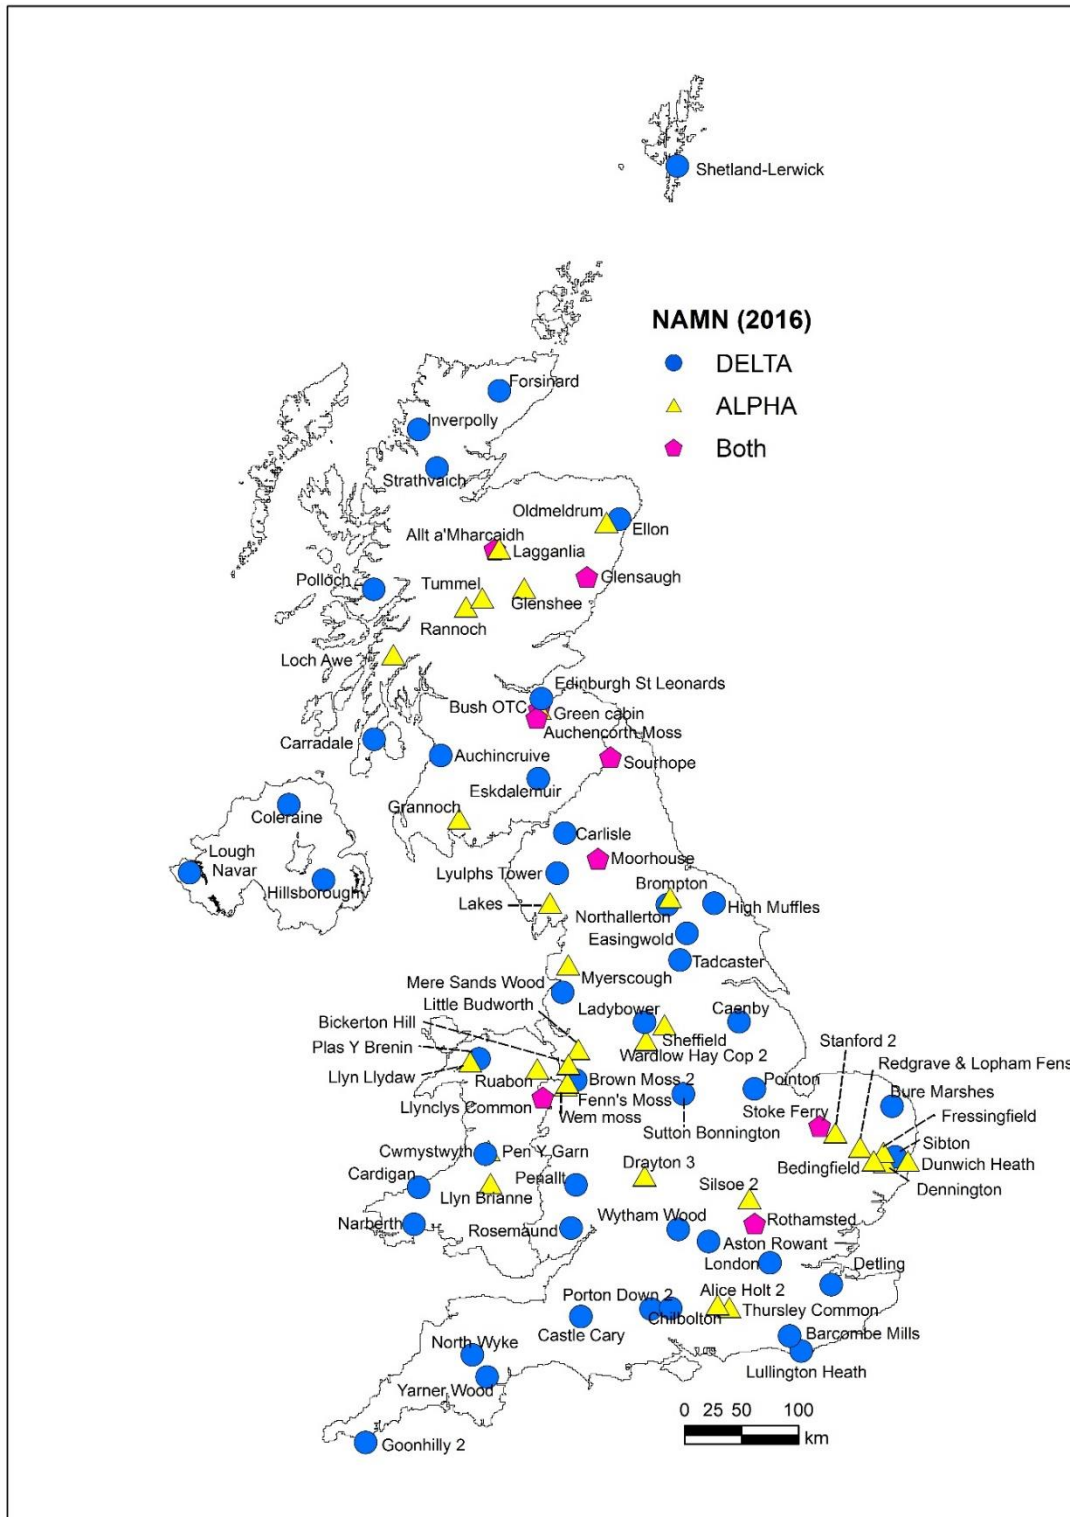 Shetland-Lerwick
NAMN (2016)
DELTA
ALPHA
Both
Forsinard
Inverpolly
Strathvaich
Oldmeldrum
Ellon
Allt a'Mharcaidh
Lagganlia
Polloch
Tummel
Glensaugh
Glenshee
Rannoch
Loch Awe
Edinburgh St Leonards
Bush OTC
Green cabin
Auchencorth Moss
Carradale
Auchincruive
Sourhope
Eskdalemuir
Grannoch
Coleraine
Carlisle
Lough
Navar
Moorhouse
Lyulphs Tower
Hillsborough
Brompton
Lakes
Northallerton
High Muffles
Easingwold
Tadcaster
Myerscough
Mere Sands Wood
Little Budworth
Ladybower
Caenby
Bickerton Hill
Sheffield
Stanford 2
Plas Y Brenin
Wardlow Hay Cop 2
Redgrave & Lopham Fens
Llyn Llydaw
Ruabon
Brown Moss 2
Pointon
Bure Marshes
Llynclys Common
Fenn's Moss
Stoke Ferry
Fressingfield
Wem moss
Sutton Bonnington
Sibton
Cwmystwyth
Pen Y Garn
Drayton 3
Bedingfield
Dunwich Heath
Cardigan
Penallt
Silsoe 2
Dennington
Llyn Brianne
Narberth
Rosemaund
Wytham Wood
Rothamsted
Aston Rowant
London
Detling
Porton Down 2
Alice Holt 2
Chilbolton
Thursley Common
Castle Cary
Barcombe Mills
North Wyke
Lullington Heath
Yarner Wood
0 25 50 100
km
Goonhilly 2